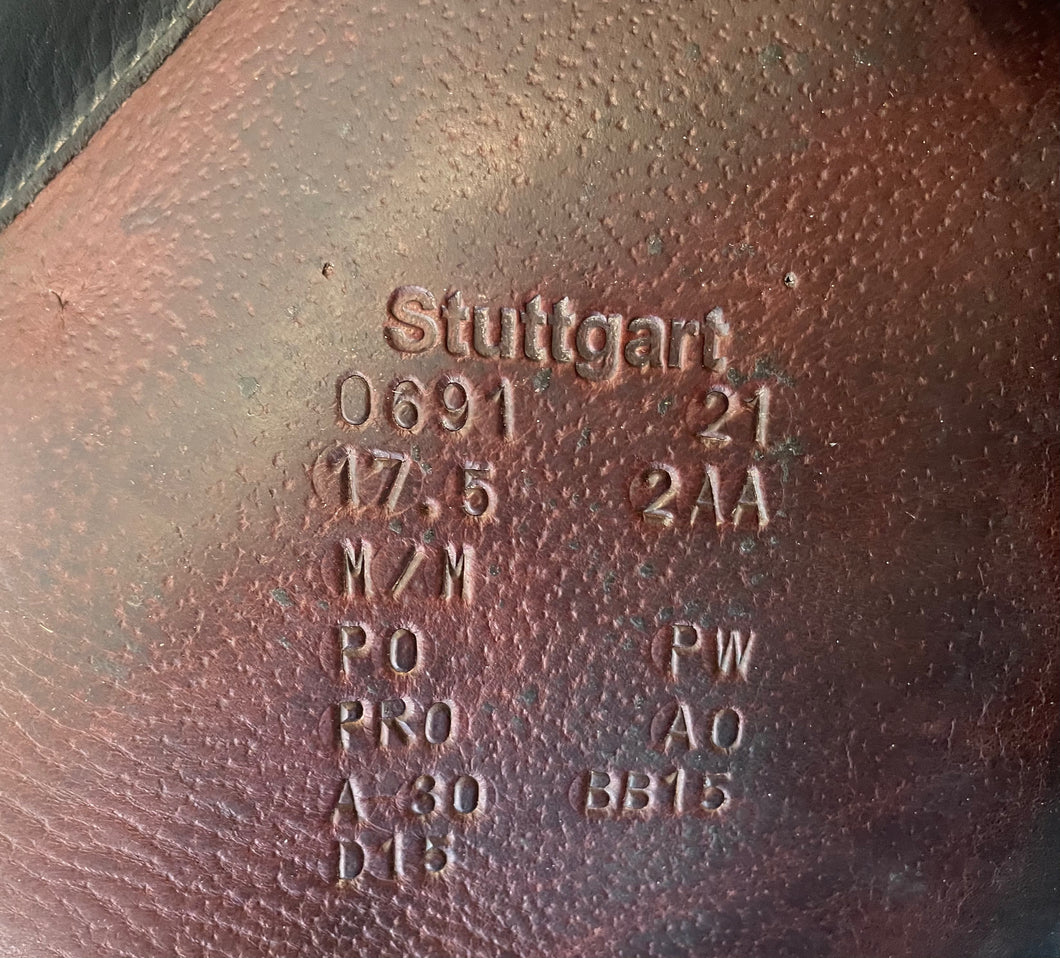 Stuttgart
0691 21
17,5 2AA
M/M
PO PW
PRO AO
A-30 BB15
D15